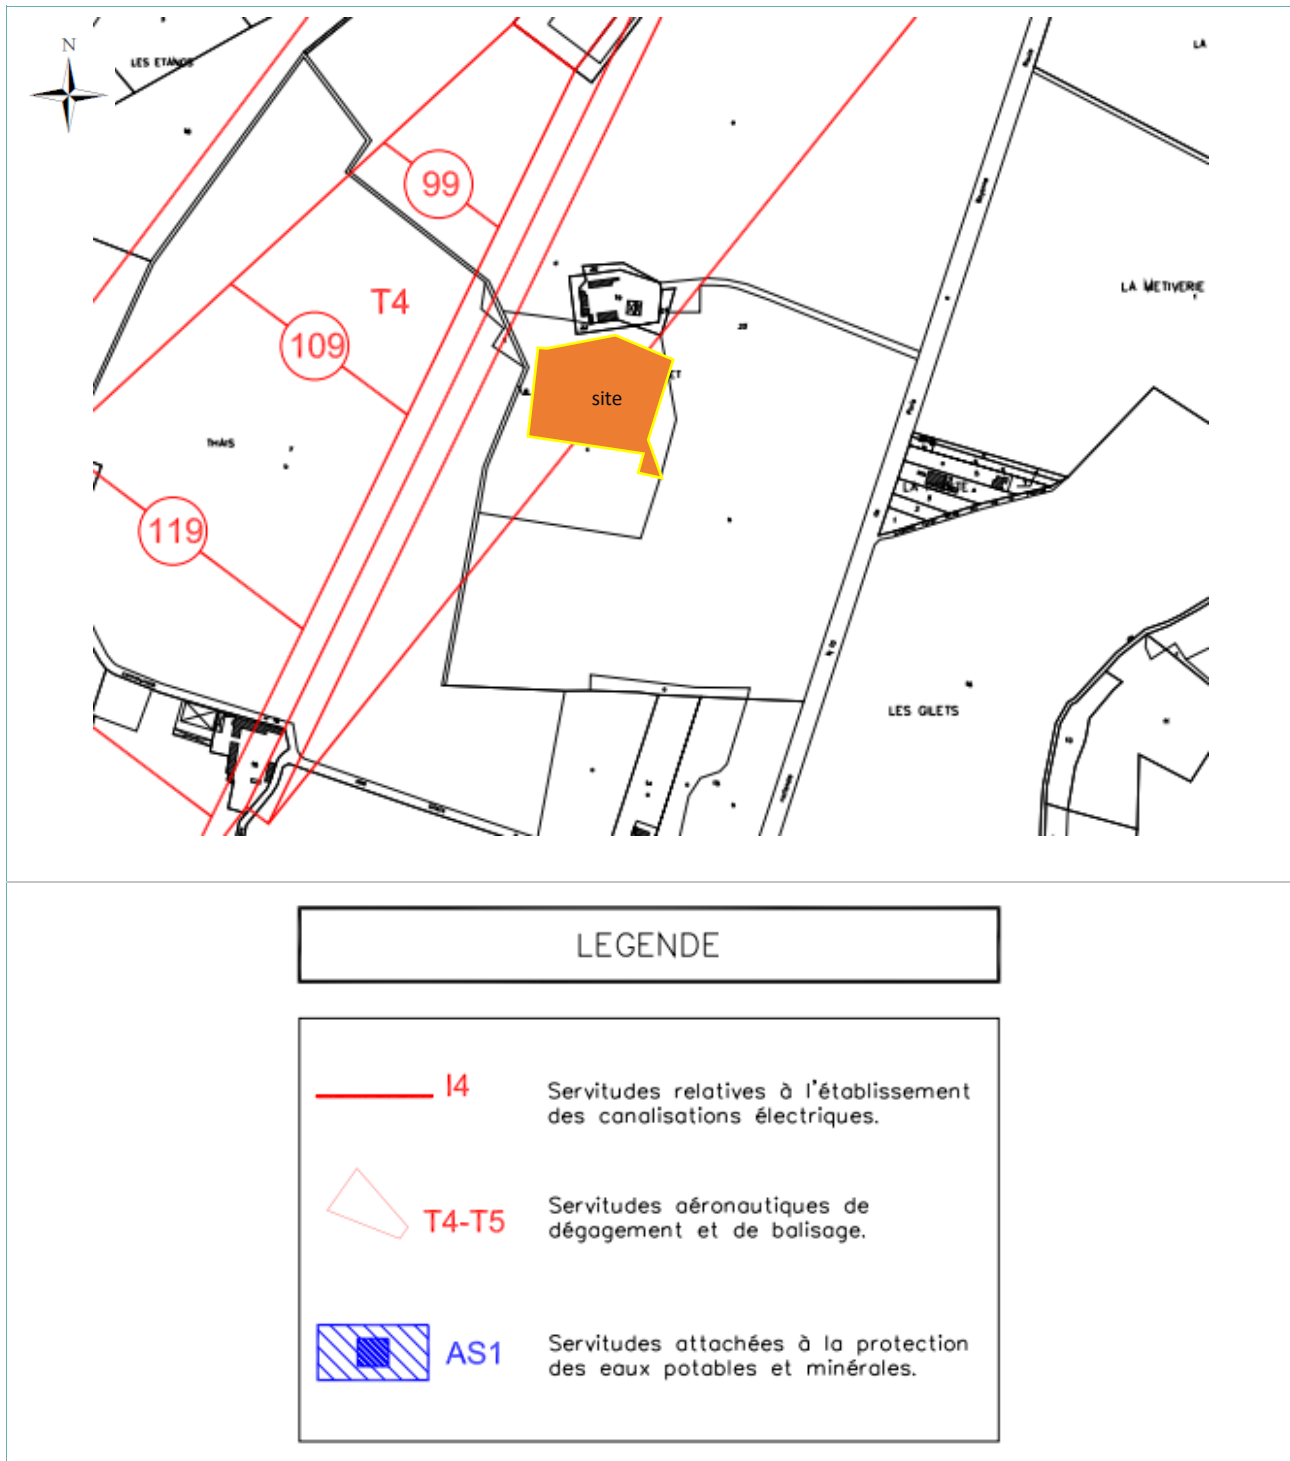 N
LES ETANGS
LA
99
T4
LA METIVERIE
109
site
ET
THAIS
119
LES GILETS
LEGENDE
I4
Servitudes relatives à l'établissement
des canalisations électriques.
T4-T5
Servitudes aéronautiques de
dégagement et de balisage.
AS1
Servitudes attachées à la protection
des eaux potables et minérales.